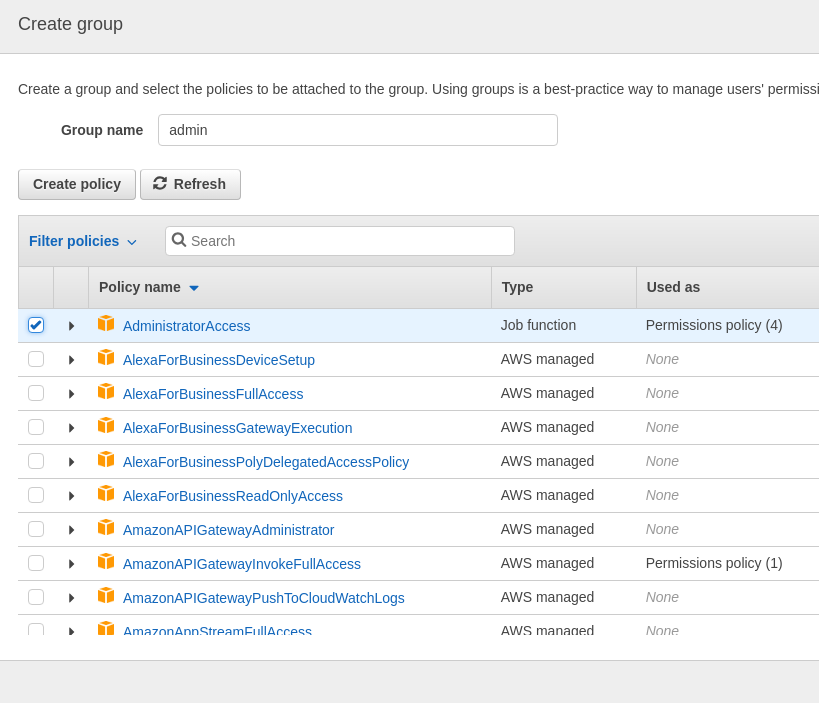 Create group
Create a group and select the policies to be attached to the group. Using groups is a best-practice way to manage users' permissi
Group name admin
Create policy Refresh
Filter policies Search
Policy name Type Used as
AdministratorAccess Job function Permissions policy (4)
AlexaForBusinessDeviceSetup AWS managed None
AlexaForBusinessFullAccess AWS managed None
AlexaForBusinessGatewayExecution AWS managed None
AlexaForBusinessPolyDelegatedAccessPolicy AWS managed None
AlexaForBusinessReadOnlyAccess AWS managed None
AmazonAPIGatewayAdministrator AWS managed None
AmazonAPIGatewayInvokeFullAccess AWS managed Permissions policy (1)
AmazonAPIGatewayPushToCloudWatchLogs AWS managed None
AmazonAppStreamFullAccess AWS managed None